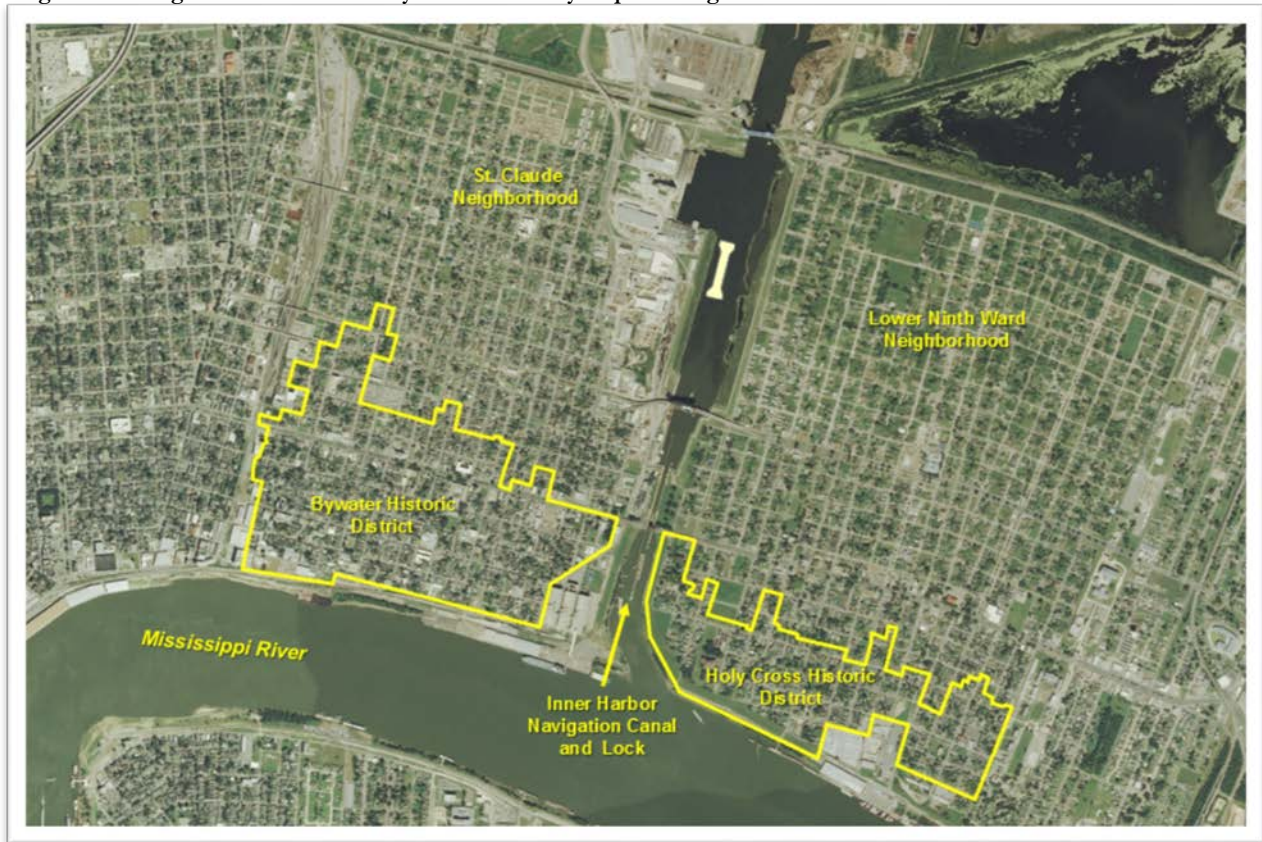 St. Claude
Neighborhood
Lower Ninth Ward
Neighborhood
Bywater Historic
District
Mississippi River
Holy Cross Historic
District
Inner Harbor
Navigation Canal
and Lock